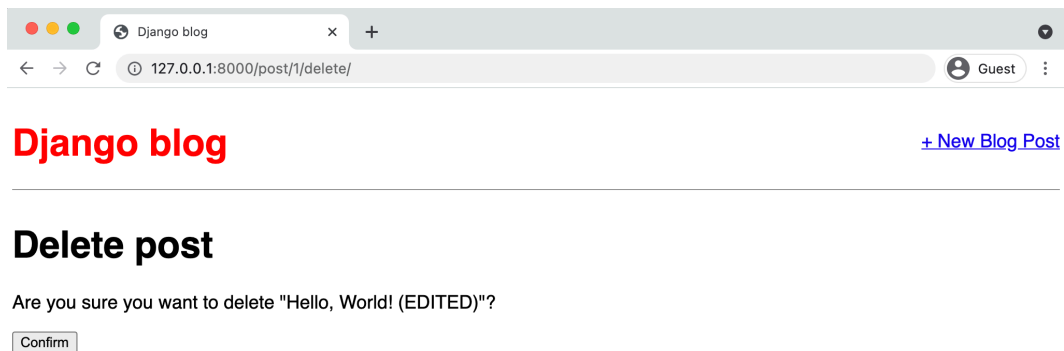 Django blog
127.0.0.1:8000/post/1/delete/
Guest
Django blog
+ New Blog Post
Delete post
Are you sure you want to delete "Hello, World! (EDITED)"?
Confirm